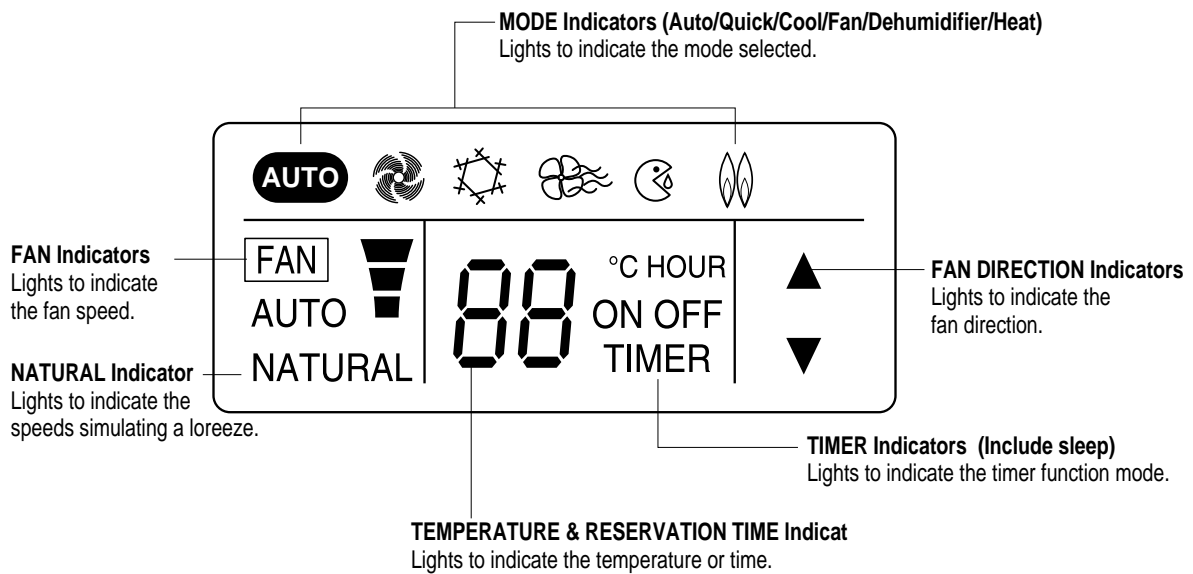 MODE Indicators (Auto/Quick/Cool/Fan/Dehumidifier/Heat)
Lights to indicate the mode selected.
AUTO
FAN Indicators
Lights to indicate
the fan speed.
FAN
AUTO
NATURAL
88
°C HOUR
ON OFF
TIMER
FAN DIRECTION Indicators
Lights to indicate the
fan direction.
NATURAL Indicator
Lights to indicate the
speeds simulating a loreeze.
TIMER Indicators (Include sleep)
Lights to indicate the timer function mode.
TEMPERATURE & RESERVATION TIME Indicat
Lights to indicate the temperature or time.